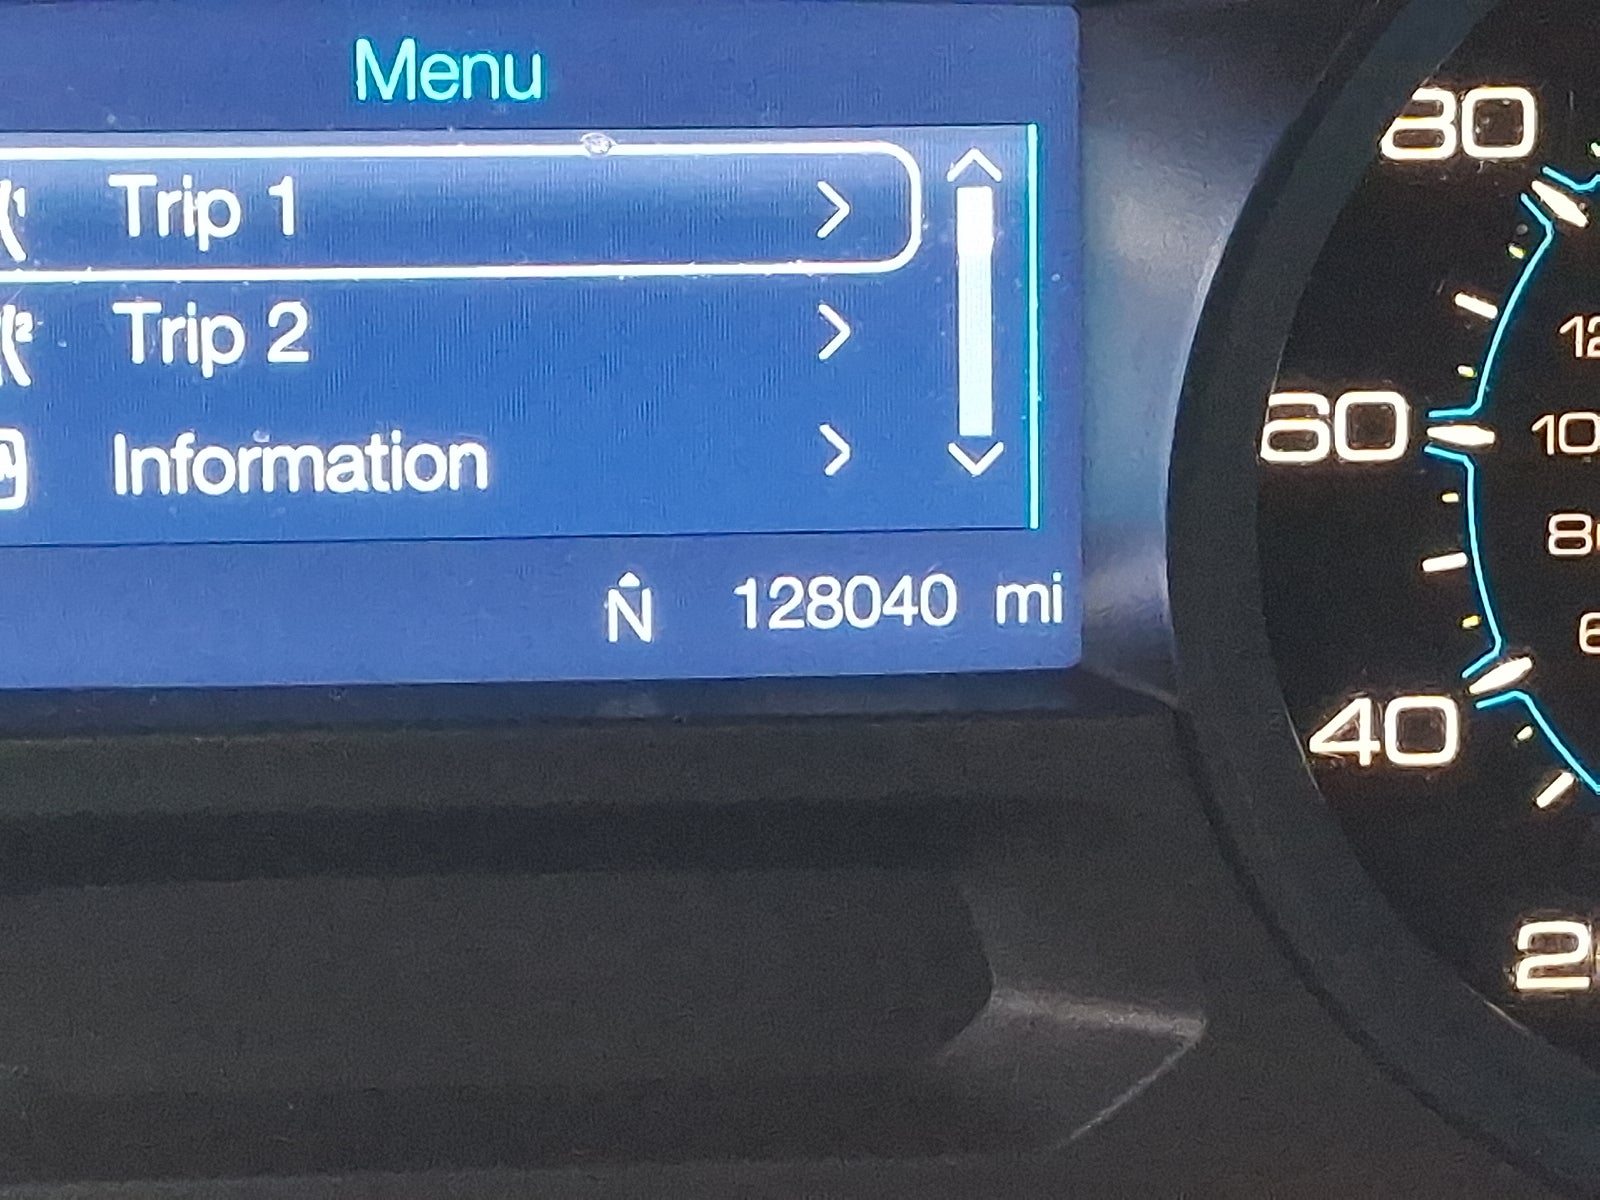 Menu
Trip 1
Trip 2
Information
N 128040 mi
80
60
40